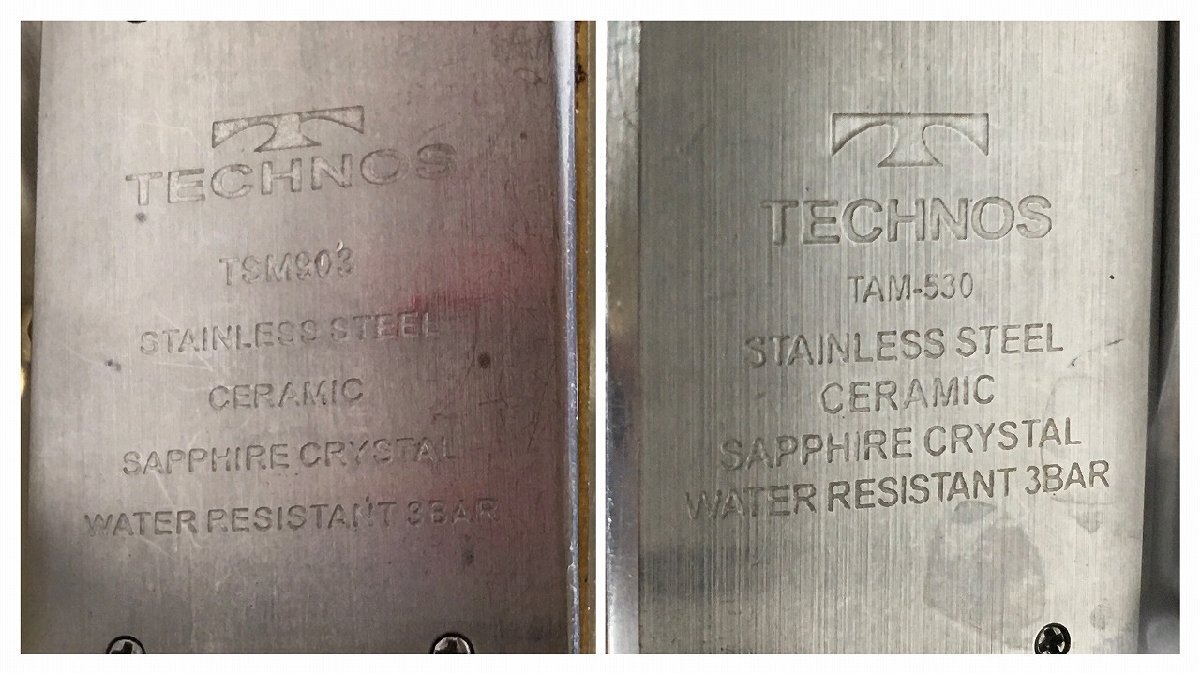 TECHNOS
TSM903
STAINLESS STEEL
CERAMIC
SAPPHIRE CRYSTAL
WATER RESISTANT 3BAR
TECHNOS
TAM-530
STAINLESS STEEL
CERAMIC
SAPPHIRE CRYSTAL
WATER RESISTANT 3BAR